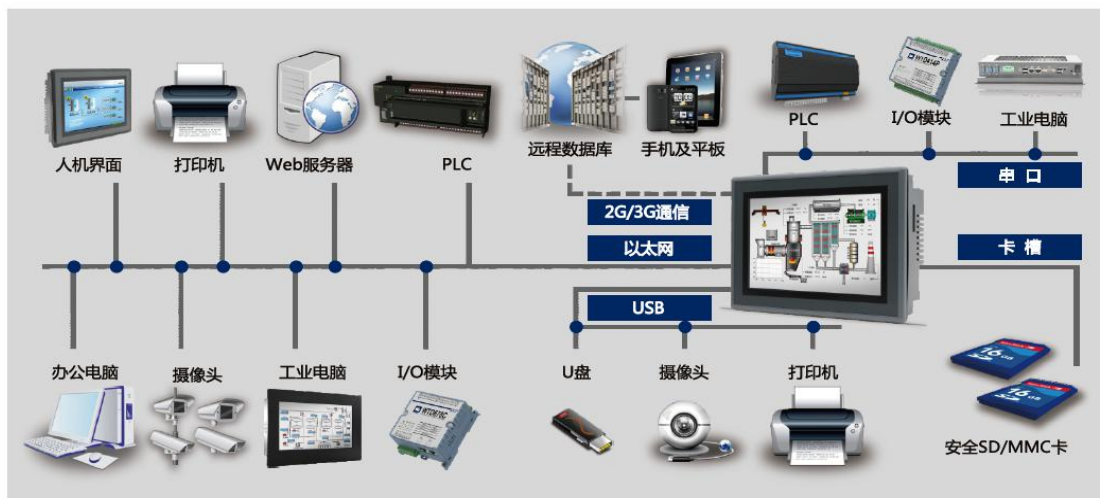 人机界面
打印机
Web服务器
PLC
远程数据库
手机及平板
PLC
I/O模块
工业电脑
串 口
2G/3G通信
以太网
卡 槽
USB
办公电脑
摄像头
工业电脑
I/O模块
U盘
摄像头
打印机
16GB
16GB
安全SD/MMC卡